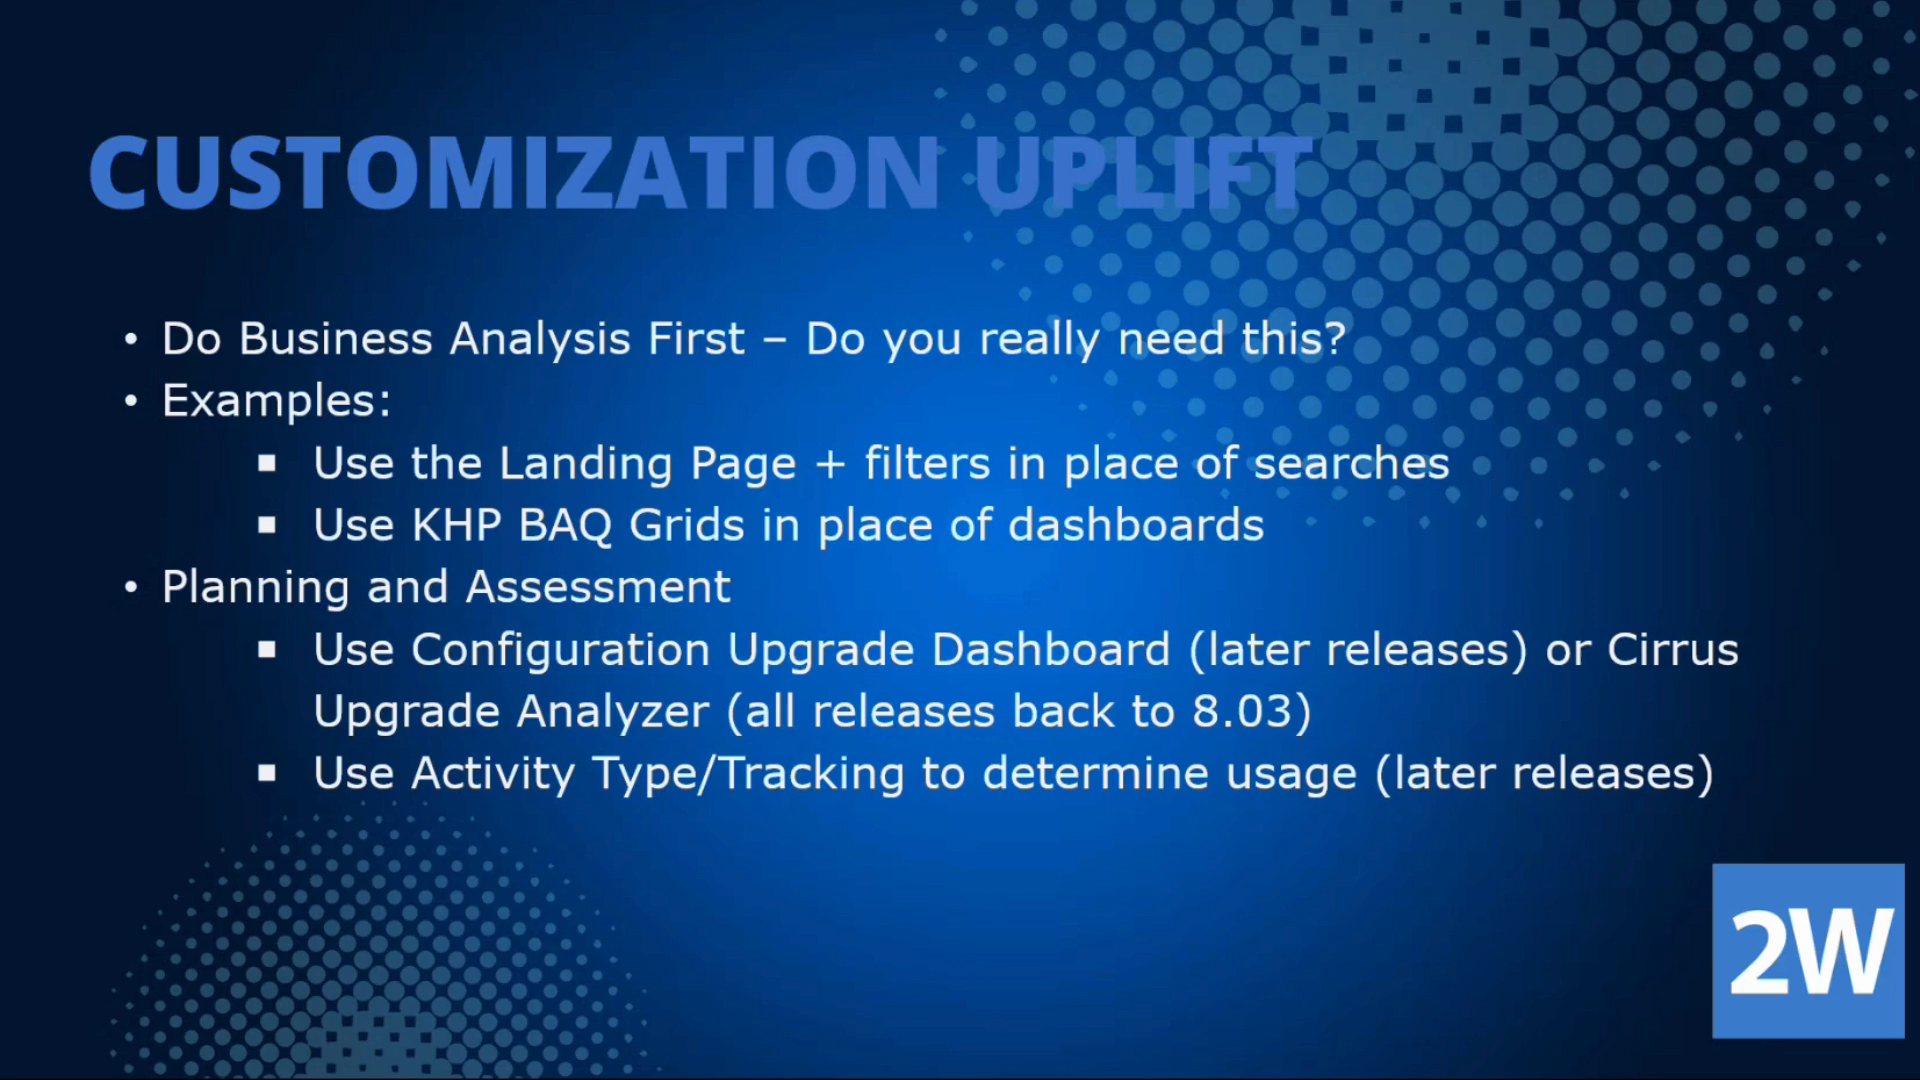 CUSTOMIZATION UPLIFT
• Do Business Analysis First – Do you really need this?
• Examples:
▪ Use the Landing Page + filters in place of searches
▪ Use KHP BAQ Grids in place of dashboards
• Planning and Assessment
▪ Use Configuration Upgrade Dashboard (later releases) or Cirrus
Upgrade Analyzer (all releases back to 8.03)
▪ Use Activity Type/Tracking to determine usage (later releases)
2W